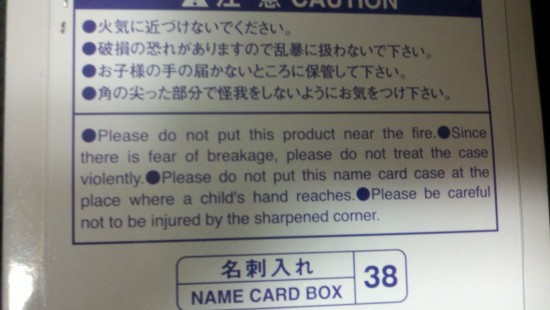 注意 CAUTION
●火気に近づけないでください。
●破損の恐れがありますので乱暴に扱わないで下さい。
●お子様の手の届かないところに保管して下さい。
●角の尖った部分で怪我をしないようにお気をつけ下さい。
●Please do not put this product near the fire.●Since
there is fear of breakage, please do not treat the case
violently.●Please do not put this name card case at the
place where a child's hand reaches.●Please be careful
not to be injured by the sharpened corner.
名刺入れ
NAME CARD BOX
38